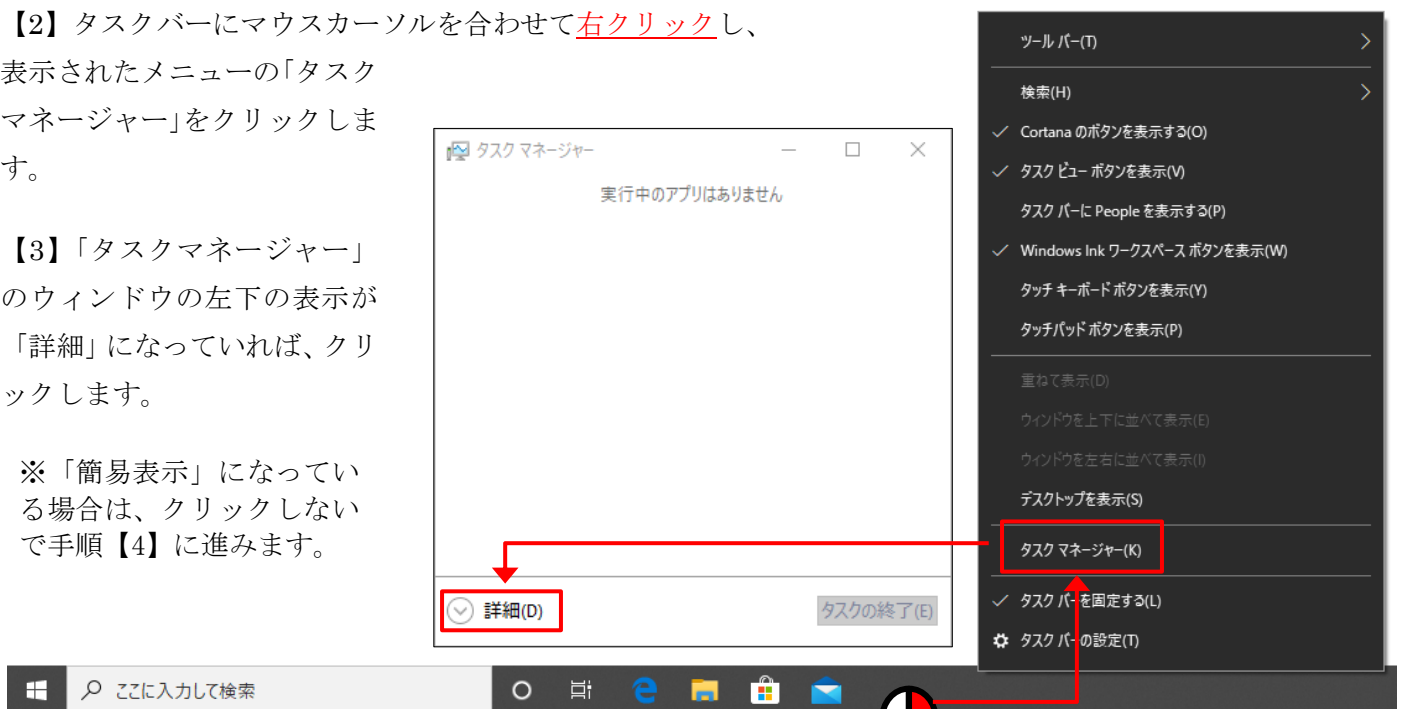 【2】タスクバーにマウスカーソルを合わせて右クリックし、
表示されたメニューの「タスク
マネージャー」をクリックしま
す。
【3】「タスクマネージャー」
のウィンドウの左下の表示が
「詳細」になっていれば、クリ
ックします。
※「簡易表示」になってい
る場合は、クリックしない
で手順【4】に進みます。
タスク マネージャー
実行中のアプリはありません
詳細(D)
タスクの終了(E)
ツール バー(T)
検索(H)
Cortana のボタンを表示する(O)
タスク ビュー ボタンを表示(V)
タスク バーに People を表示する(P)
Windows Ink ワークスペース ボタンを表示(W)
タッチ キーボード ボタンを表示(Y)
タッチパッド ボタンを表示(P)
重ねて表示(D)
ウィンドウを上下に並べて表示(E)
ウィンドウを左右に並べて表示(I)
デスクトップを表示(S)
タスク マネージャー(K)
タスク バーを固定する(L)
タスク バーの設定(T)
ここに入力して検索